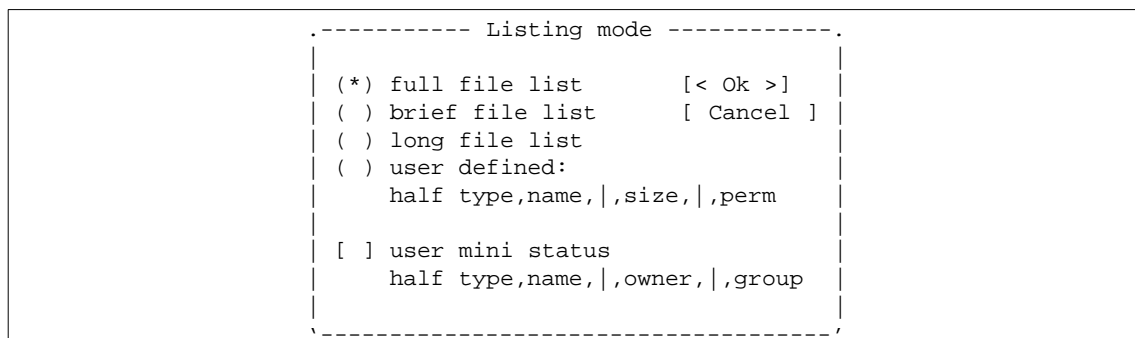 .----------- Listing mode ------------.
| |
| (*) full file list [< Ok >] |
| ( ) brief file list [ Cancel ] |
| ( ) long file list |
| ( ) user defined: |
| half type,name,|,size,|,perm |
| |
| [ ] user mini status |
| half type,name,|,owner,|,group |
| |
`-------------------------------------'